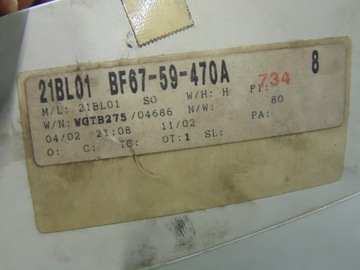 21BL01 BF67-59-470A 8
M/L: 21BL01 SO W/H: H PI: 734
W/N: WGTB275/04686 N/W: 80
04/02 21:08 11/02 PA:
O: C: TC: OT:1 SL: